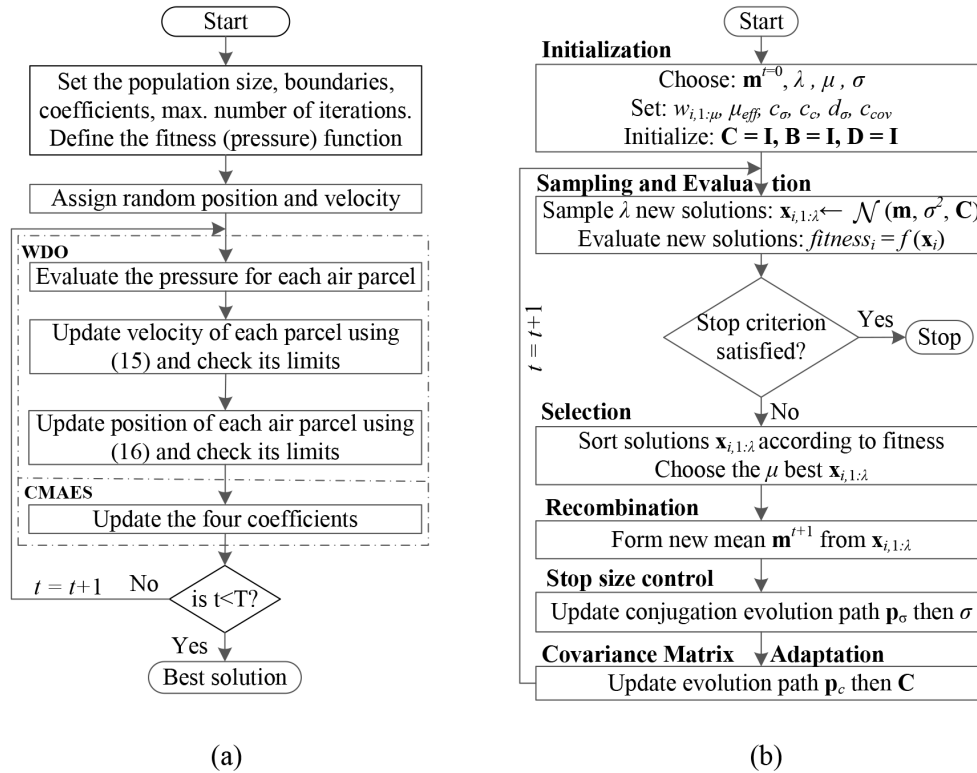 Start
Set the population size, boundaries,
coefficients, max. number of iterations.
Define the fitness (pressure) function
Assign random position and velocity
WDO
Evaluate the pressure for each air parcel
Update velocity of each parcel using
(15) and check its limits
Update position of each air parcel using
(16) and check its limits
CMAES
Update the four coefficients
t = t+1
No
is t<T?
Yes
Best solution
(a)
Start
Initialization
Choose: m^{t=0}, λ , μ , σ
Set: w_{i,1:μ}, μ_{eff}, c_σ, c_c, d_σ, c_{cov}
Initialize: C = I, B = I, D = I
Sampling and Evaluation
Sample λ new solutions: x_{i,1:λ} ← 𝒩 (m, σ², C)
Evaluate new solutions: fitness_i = f (x_i)
t = t+1
Stop criterion
satisfied?
Yes
Stop
No
Selection
Sort solutions x_{i,1:λ} according to fitness
Choose the μ best x_{i,1:λ}
Recombination
Form new mean m^{t+1} from x_{i,1:λ}
Stop size control
Update conjugation evolution path p_σ then σ
Covariance Matrix Adaptation
Update evolution path p_c then C
(b)